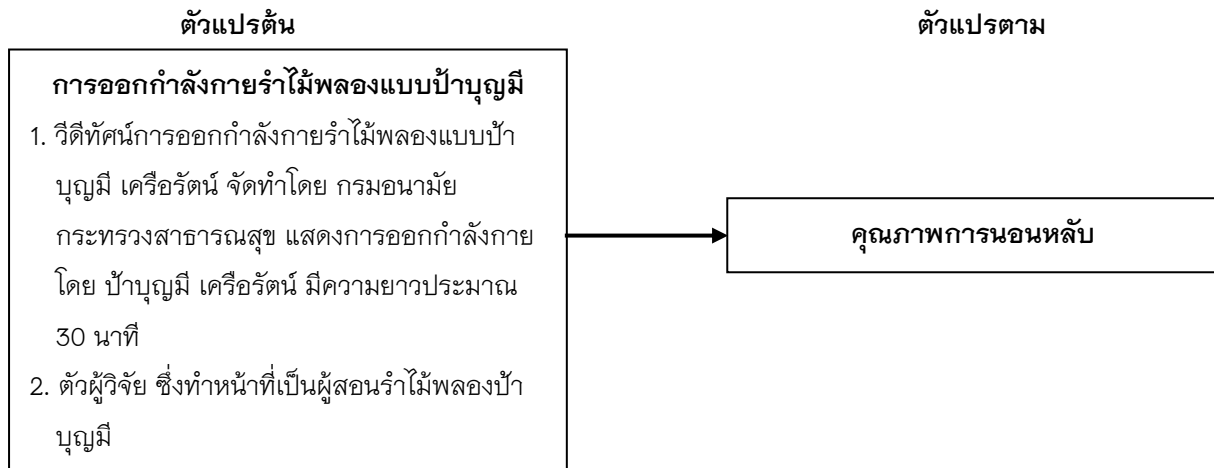 ตัวแปรต้น
ตัวแปรตาม
การออกกำลังกายรำไม้พลองแบบป้าบุญมี
1. วีดีทัศน์การออกกำลังกายรำไม้พลองแบบป้า
บุญมี เครือรัตน์ จัดทำโดย กรมอนามัย
กระทรวงสาธารณสุข แสดงการออกกำลังกาย
โดย ป้าบุญมี เครือรัตน์ มีความยาวประมาณ
30 นาที
2. ตัวผู้วิจัย ซึ่งทำหน้าที่เป็นผู้สอนรำไม้พลองป้า
บุญมี
คุณภาพการนอนหลับ